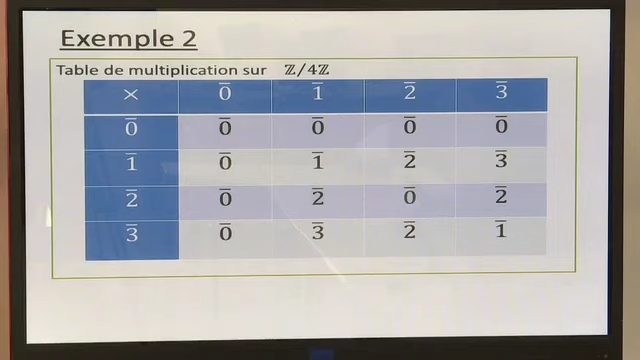 Exemple 2
Table de multiplication sur ℤ/4ℤ
× 0̅ 1̅ 2̅ 3̅
0̅ 0̅ 0̅ 0̅ 0̅
1̅ 0̅ 1̅ 2̅ 3̅
2̅ 0̅ 2̅ 0̅ 2̅
3̅ 0̅ 3̅ 2̅ 1̅